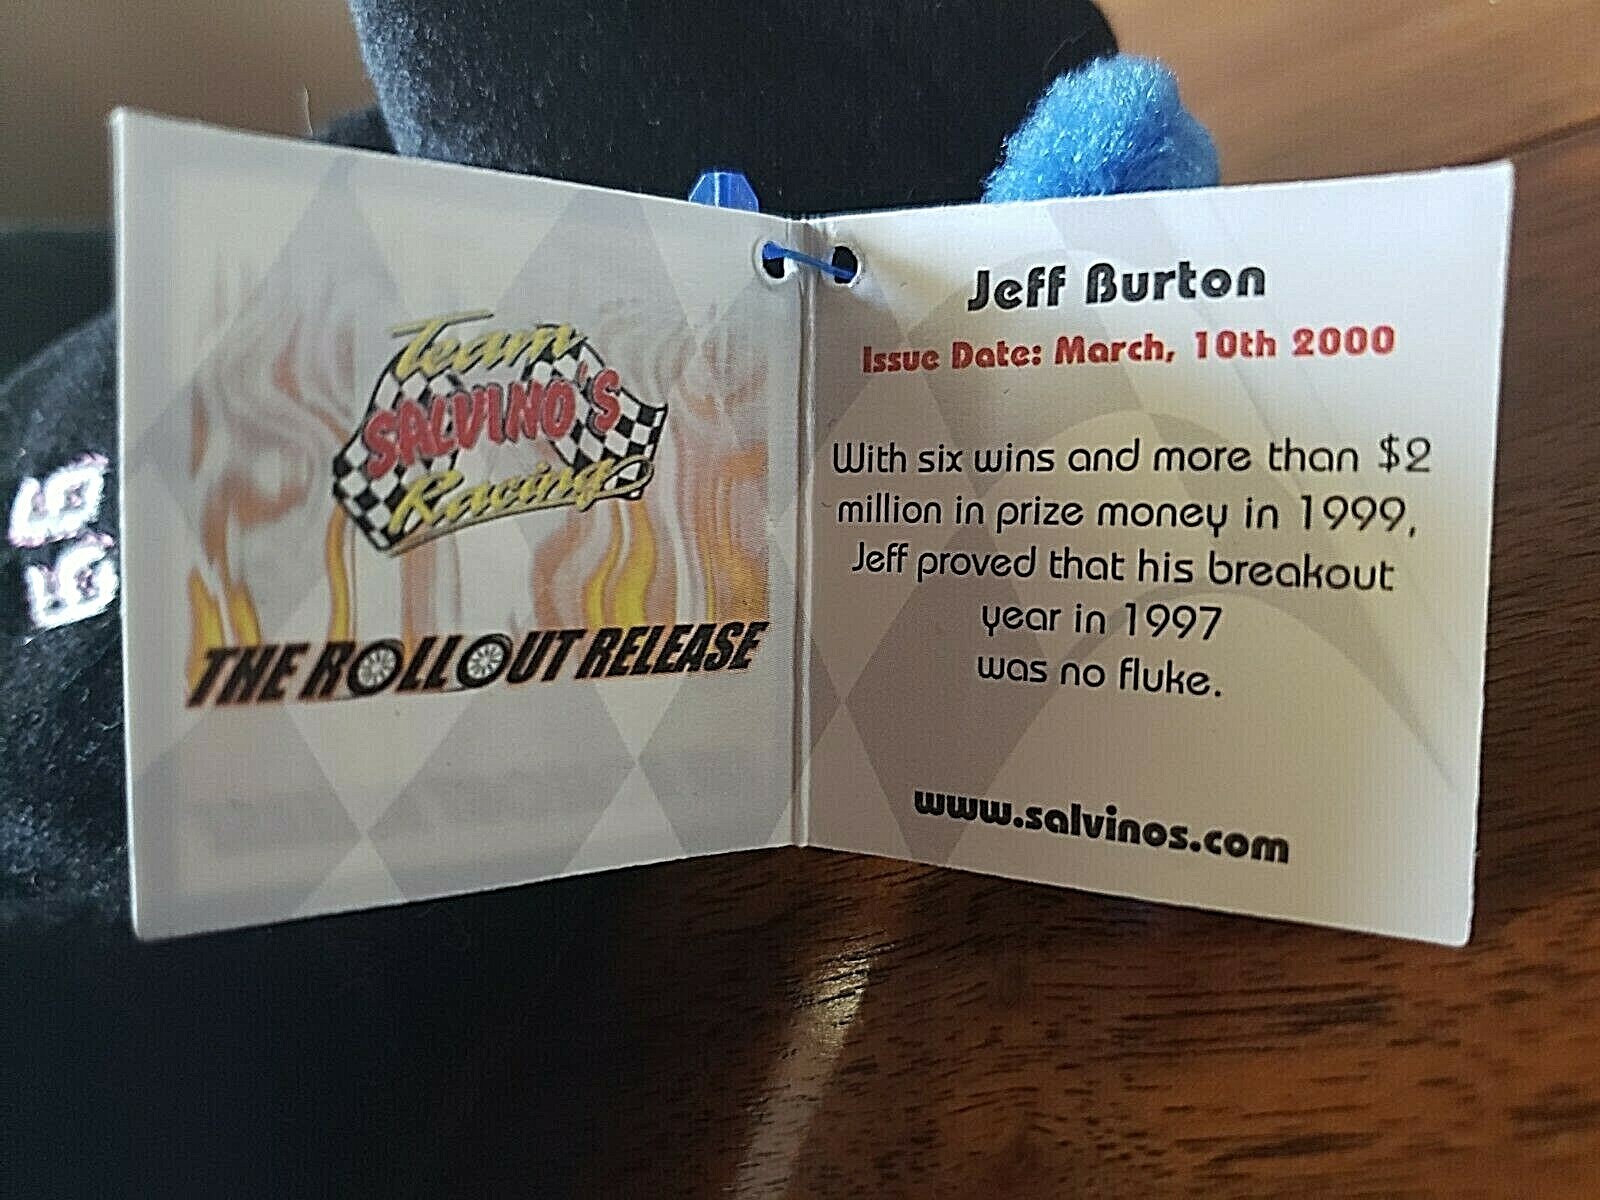 Team
SALVINO'S
Racing
THE ROLLOUT RELEASE
Jeff Burton
Issue Date: March, 10th 2000
With six wins and more than $2
million in prize money in 1999,
Jeff proved that his breakout
year in 1997
was no fluke.
www.salvinos.com